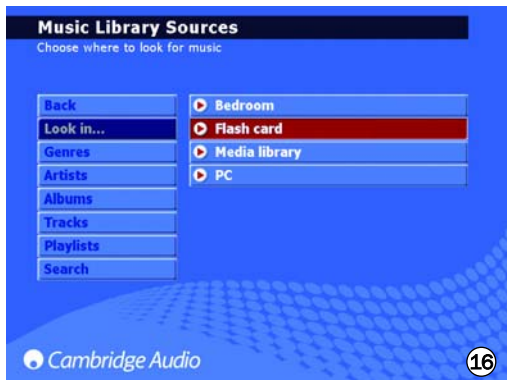 Music Library Sources
Choose where to look for music
Back
Look in...
Genres
Artists
Albums
Tracks
Playlists
Search
Bedroom
Flash card
Media library
PC
Cambridge Audio
16